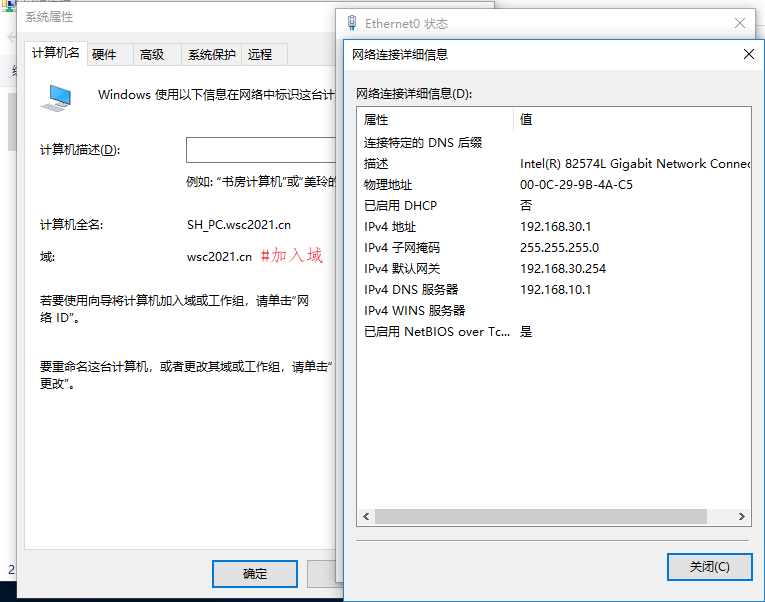 系统属性
计算机名 硬件 高级 系统保护 远程
Windows 使用以下信息在网络中标识这台计
计算机描述(D):
例如: “书房计算机”或“美玲的
计算机全名: SH_PC.wsc2021.cn
域: wsc2021.cn #加入域
若要使用向导将计算机加入域或工作组，请单击“网
络 ID”。
要重命名这台计算机，或者更改其域或工作组，请单击“
更改”。
确定
Ethernet0 状态
网络连接详细信息
网络连接详细信息(D):
属性 值
连接特定的 DNS 后缀
描述 Intel(R) 82574L Gigabit Network Connec
物理地址 00-0C-29-9B-4A-C5
已启用 DHCP 否
IPv4 地址 192.168.30.1
IPv4 子网掩码 255.255.255.0
IPv4 默认网关 192.168.30.254
IPv4 DNS 服务器 192.168.10.1
IPv4 WINS 服务器
已启用 NetBIOS over Tc... 是
关闭(C)
2